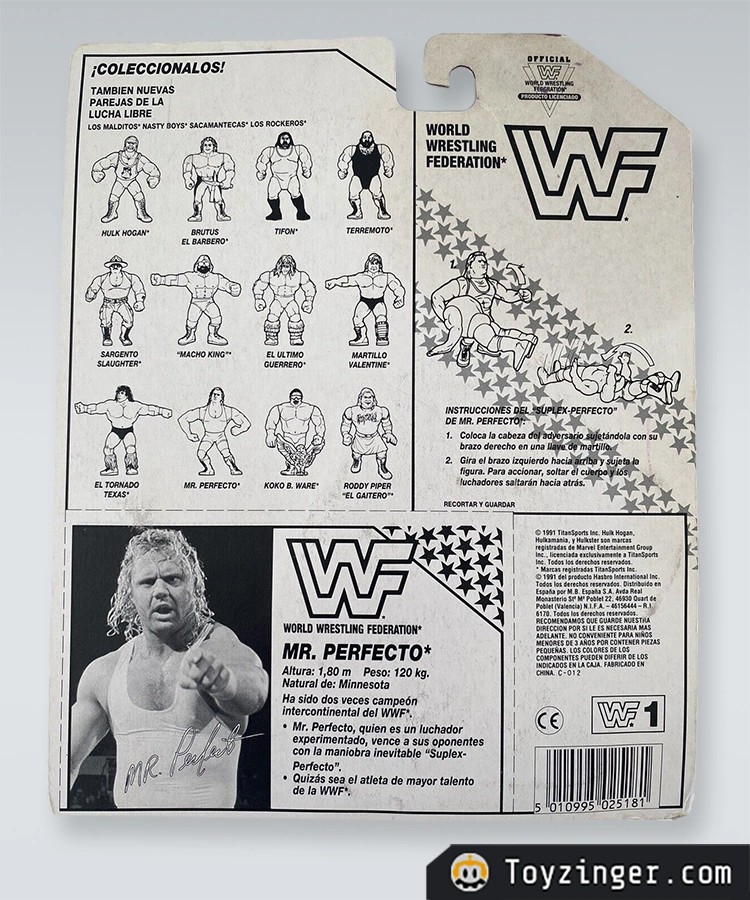 ¡COLECCIONALOS!
TAMBIEN NUEVAS
PAREJAS DE LA
LUCHA LIBRE
LOS MALDITOS* NASTY BOYS* SACAMANTECAS* LOS ROCKEROS*
HULK HOGAN*
BRUTUS
EL BARBERO*
TIFON*
TERREMOTO*
SARGENTO
SLAUGHTER*
"MACHO KING"*
EL ULTIMO
GUERRERO*
MARTILLO
VALENTINE*
EL TORNADO
TEXAS*
MR. PERFECTO*
KOKO B. WARE*
RODDY PIPER
"EL GAITERO"*
OFFICIAL
WF
WORLD WRESTLING
FEDERATION*
PRODUCTO LICENCIADO
WORLD
WRESTLING
FEDERATION*
WF
1.
2.
INSTRUCCIONES DEL "SUPLEX-PERFECTO"
DE MR. PERFECTO*:
1. Coloca la cabeza del adversario sujetándola con su
brazo derecho en una llave de martillo.
2. Gira el brazo izquierdo hacia arriba y sujeta la
figura. Para accionar, soltar el cuerpo y los
luchadores saltarán hacia atrás.
RECORTAR Y GUARDAR
MR. Perfect
WF
WORLD WRESTLING FEDERATION*
MR. PERFECTO*
Altura: 1,80 m Peso: 120 kg.
Natural de: Minnesota
Ha sido dos veces campeón
intercontinental del WWF*.
• Mr. Perfecto, quien es un luchador
experimentado, vence a sus oponentes
con la maniobra inevitable "Suplex-
Perfecto".
• Quizás sea el atleta de mayor talento
de la WWF*.
© 1991 TitanSports Inc. Hulk Hogan,
Hulkamania, y Hulkster son marcas
registradas de Marvel Entertainment Group
Inc., licenciada exclusivamente a TitanSports
Inc. Todos los derechos reservados.
* Marcas registradas TitanSports Inc.
© 1991 del producto Hasbro International Inc.
Todos los derechos reservados. Distribuido en
España por M.B. España S.A. Avda Real
Monasterio Stª Mª Poblet 22, 46930 Quart de
Poblet (Valencia) N.I.F.A. - 46156444 – R.I.
6170. Todos los derechos reservados.
RECOMENDAMOS QUE GUARDE NUESTRA
DIRECCION POR SI LE ES NECESARIA MAS
ADELANTE. NO CONVENIENTE PARA NIÑOS
MENORES DE 3 AÑOS POR CONTENER PIEZAS
PEQUEÑAS. LOS COLORES DE LOS
COMPONENTES PUEDEN DIFERIR DE LOS
INDICADOS EN LA CAJA. FABRICADO EN
CHINA. C-012
CE
WF 1
5 010995 025181
Toyzinger.com